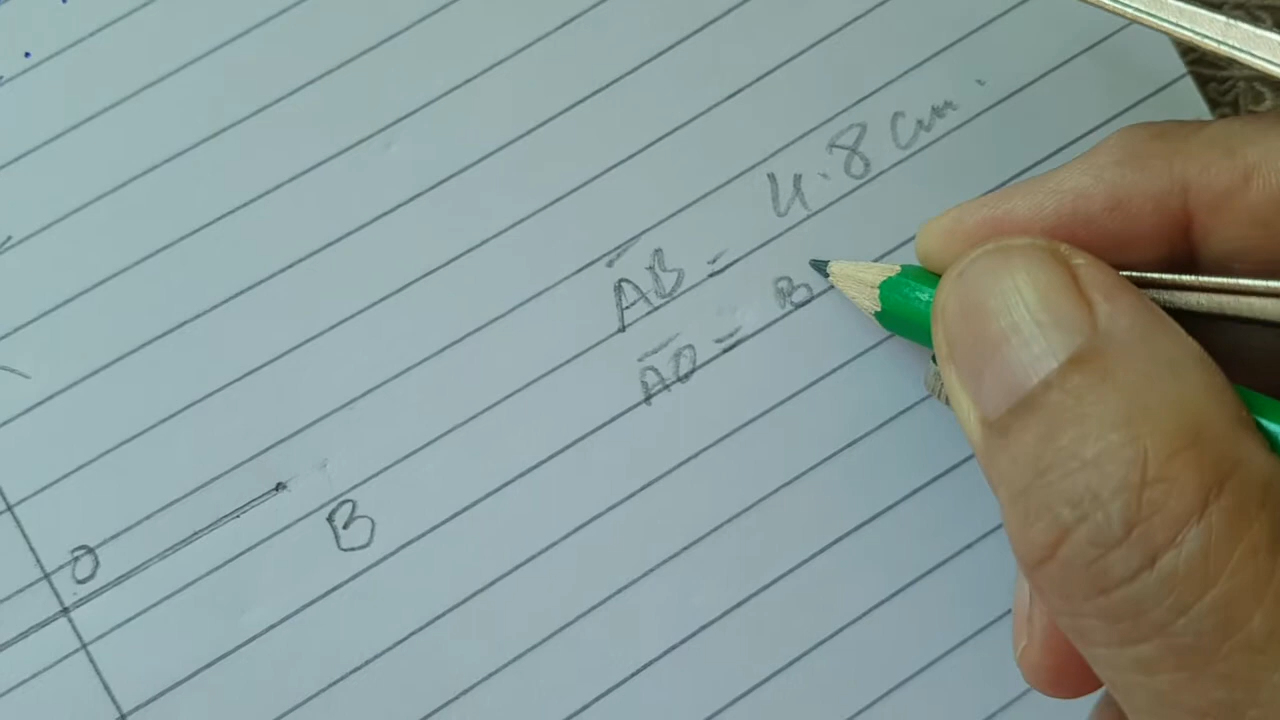 AB = 4.8 cm.
AO = B
O
B